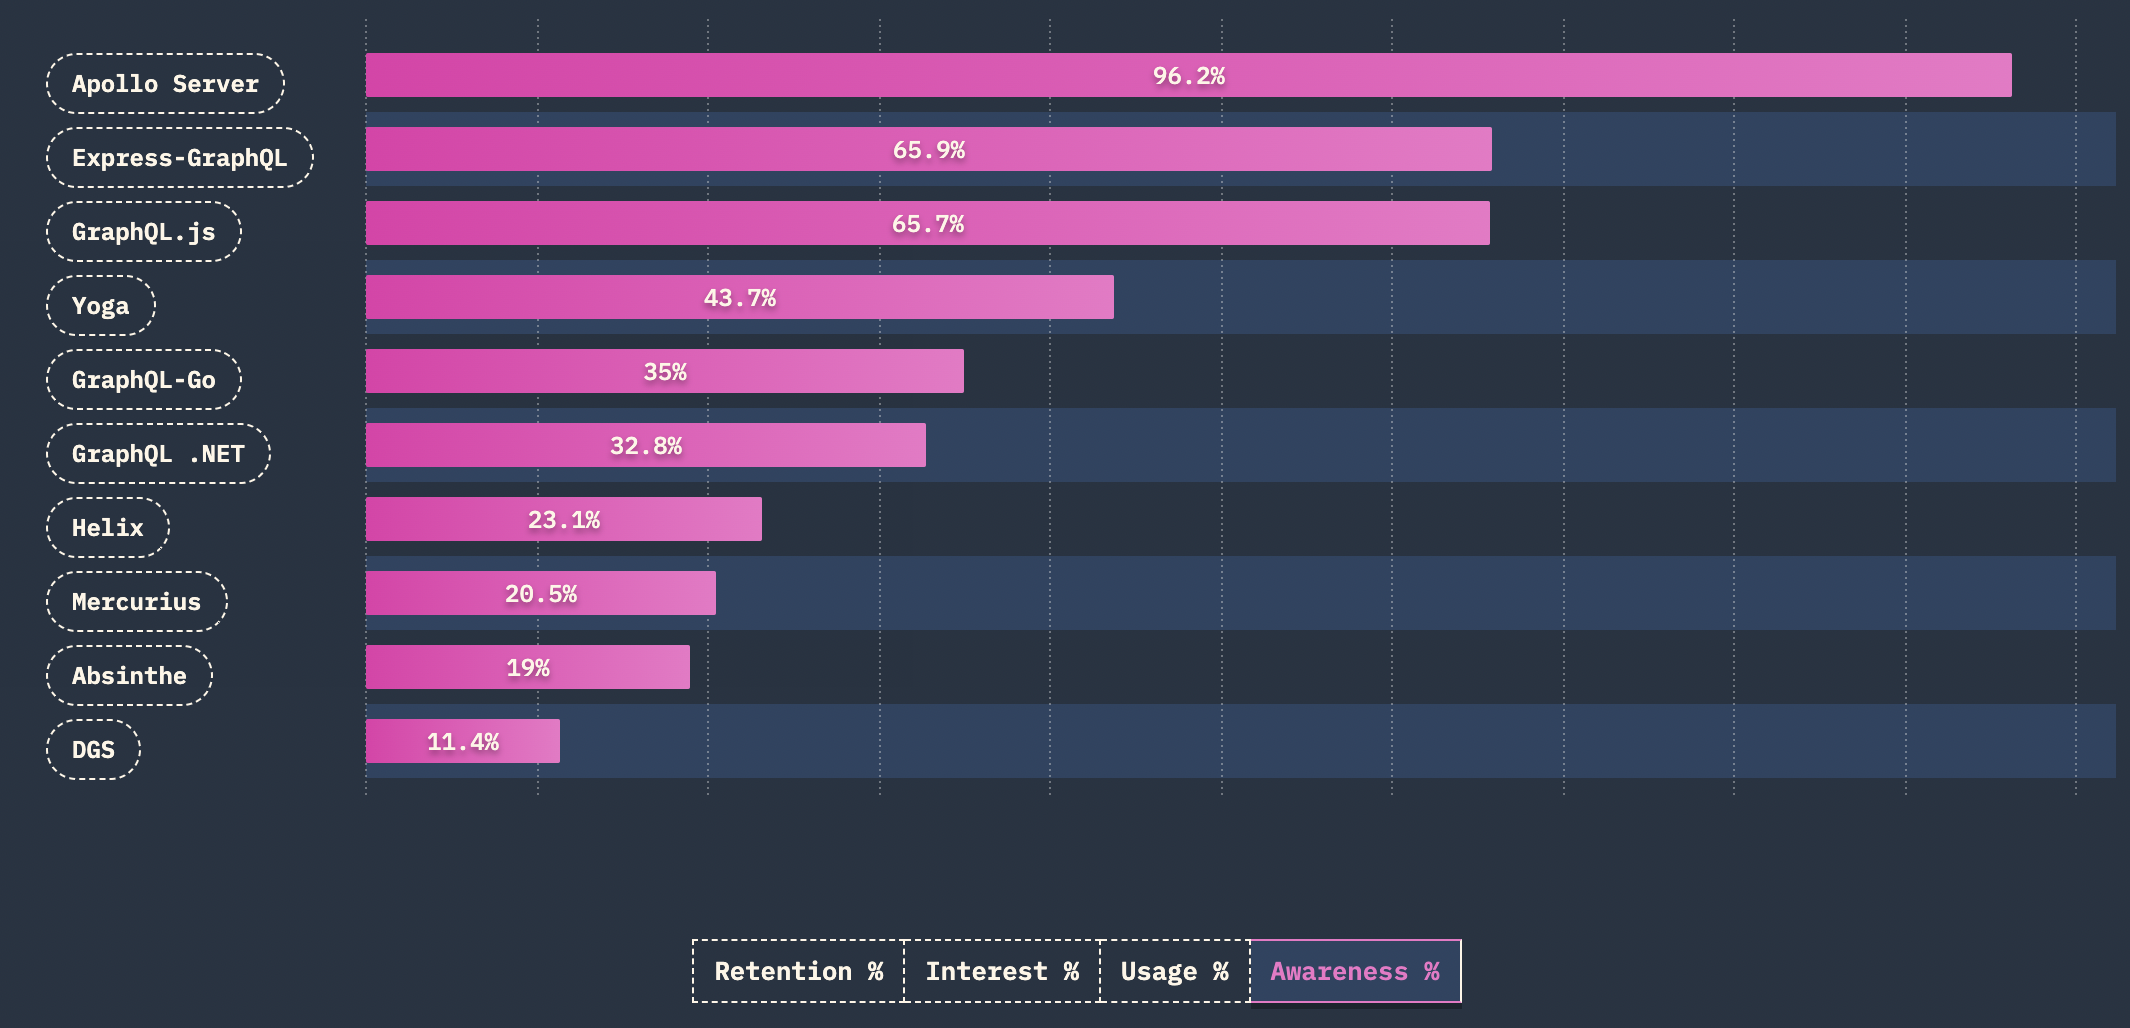 Apollo Server 96.2%
Express-GraphQL 65.9%
GraphQL.js 65.7%
Yoga 43.7%
GraphQL-Go 35%
GraphQL .NET 32.8%
Helix 23.1%
Mercurius 20.5%
Absinthe 19%
DGS 11.4%
Retention % Interest % Usage % Awareness %